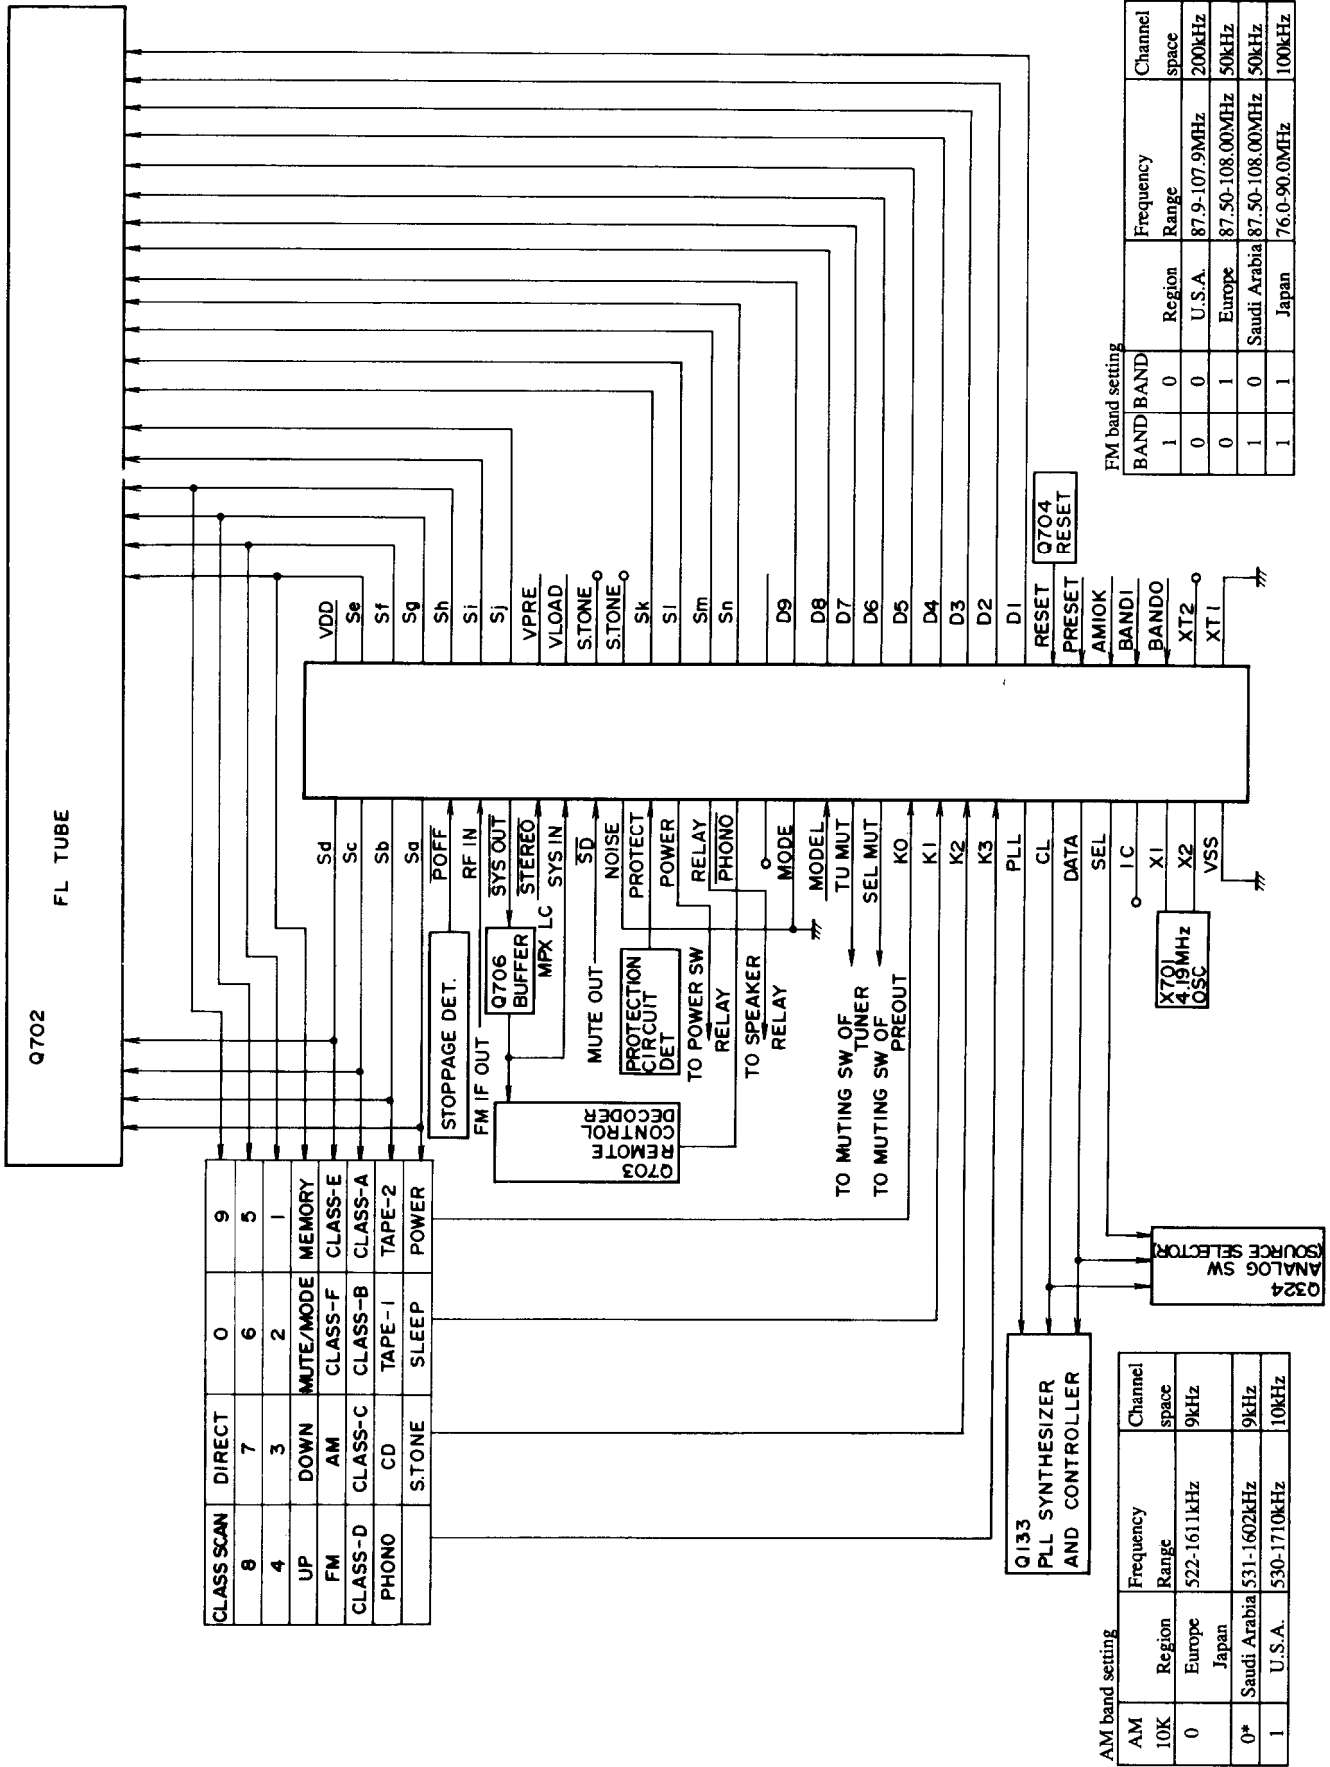 Q702
FL TUBE
CLASS SCAN DIRECT 0 9
8 7 6 5
4 3 2 1
UP DOWN MUTE/MODE MEMORY
FM AM CLASS-F CLASS-E
CLASS-D CLASS-C CLASS-B CLASS-A
PHONO CD TAPE-1 TAPE-2
S.TONE SLEEP POWER
Sd
Sc
Sb
Sa
POFF
RF IN
SYS OUT
STEREO
SYS IN
SD
NOISE
PROTECT
POWER
RELAY
PHONO
MODE
MODEL
TU MUT
SEL MUT
K0
K1
K2
K3
PLL
CL
DATA
SEL
IC
X1
X2
VSS
VDD
Se
Sf
Sg
Sh
Si
Sj
VPRE
VLOAD
S.TONE
S.TONE
Sk
Sl
Sm
Sn
D9
D8
D7
D6
D5
D4
D3
D2
D1
RESET
PRESET
AMIOK
BAND1
BANDO
XT2
XT1
STOPPAGE DET.
FM IF OUT
Q706
BUFFER
MPX LC
MUTE OUT
PROTECTION
CIRCUIT
DET
TO POWER SW
RELAY
TO SPEAKER
RELAY
Q703
REMOTE
CONTROL
DECODER
TO MUTING SW OF
TUNER
TO MUTING SW OF
PREOUT
Q704
RESET
X701
4.19MHz
OSC
Q133
PLL SYNTHESIZER
AND CONTROLLER
Q324
ANALOG SW
(SOURCE SELECTOR)
AM band setting
AM Frequency Channel
10K Region Range space
0 Europe 522-1611kHz 9kHz
Japan
0* Saudi Arabia 531-1602kHz 9kHz
1 U.S.A. 530-1710kHz 10kHz
FM band setting
BAND BAND Frequency Channel
1 0 Region Range space
0 0 U.S.A. 87.9-107.9MHz 200kHz
0 1 Europe 87.50-108.00MHz 50kHz
1 0 Saudi Arabia 87.50-108.00MHz 50kHz
1 1 Japan 76.0-90.0MHz 100kHz